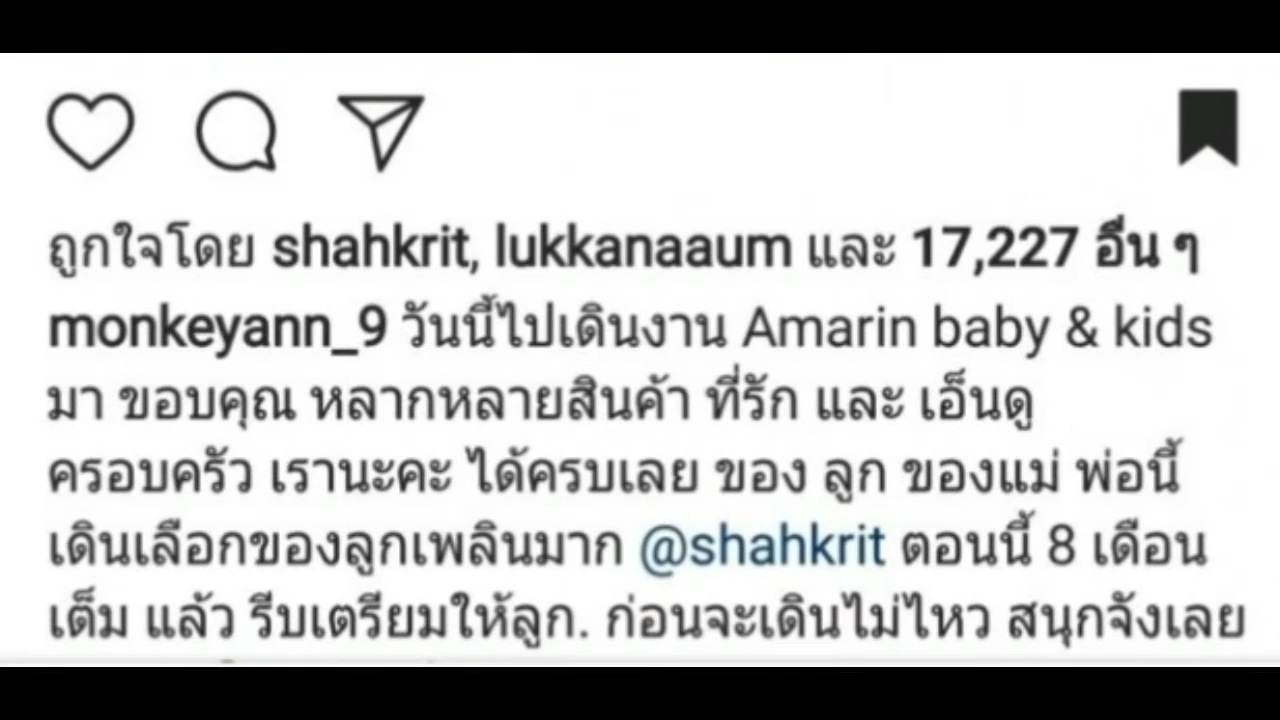 ถูกใจโดย shahkrit, lukkanaaum และ 17,227 อื่น ๆ
monkeyann_9 วันนี้ไปเดินงาน Amarin baby & kids
มา ขอบคุณ หลากหลายสินค้า ที่รัก และ เอ็นดู
ครอบครัว เรานะคะ ได้ครบเลย ของ ลูก ของแม่ พ่อนี้
เดินเลือกของลูกเพลินมาก @shahkrit ตอนนี้ 8 เดือน
เต็ม แล้ว รีบเตรียมให้ลูก. ก่อนจะเดินไม่ไหว สนุกจังเลย